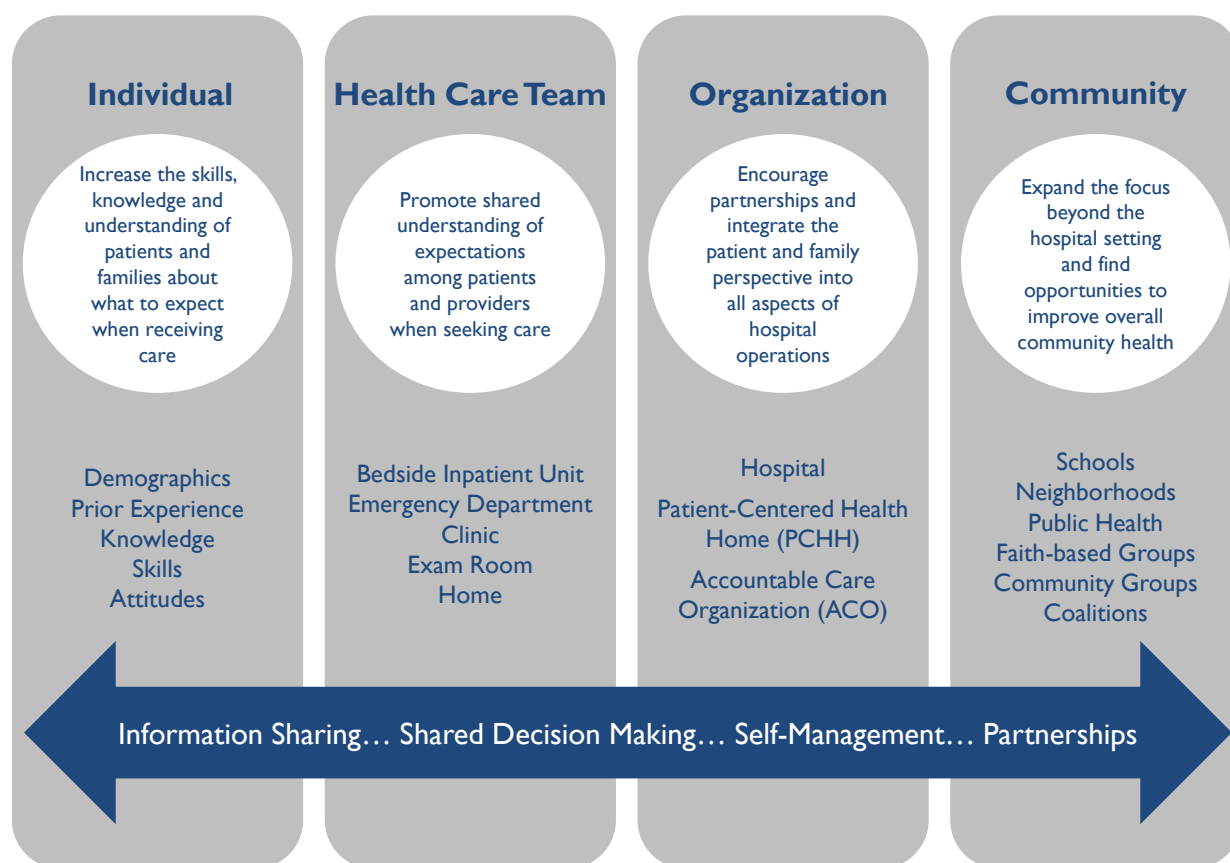 Individual
Increase the skills,
knowledge and
understanding of
patients and
families about
what to expect
when receiving
care
Demographics
Prior Experience
Knowledge
Skills
Attitudes
Health Care Team
Promote shared
understanding of
expectations
among patients
and providers
when seeking care
Bedside Inpatient Unit
Emergency Department
Clinic
Exam Room
Home
Organization
Encourage
partnerships and
integrate the
patient and family
perspective into
all aspects of
hospital
operations
Hospital
Patient-Centered Health
Home (PCHH)
Accountable Care
Organization (ACO)
Community
Expand the focus
beyond the
hospital setting
and find
opportunities to
improve overall
community health
Schools
Neighborhoods
Public Health
Faith-based Groups
Community Groups
Coalitions
Information Sharing… Shared Decision Making… Self-Management… Partnerships